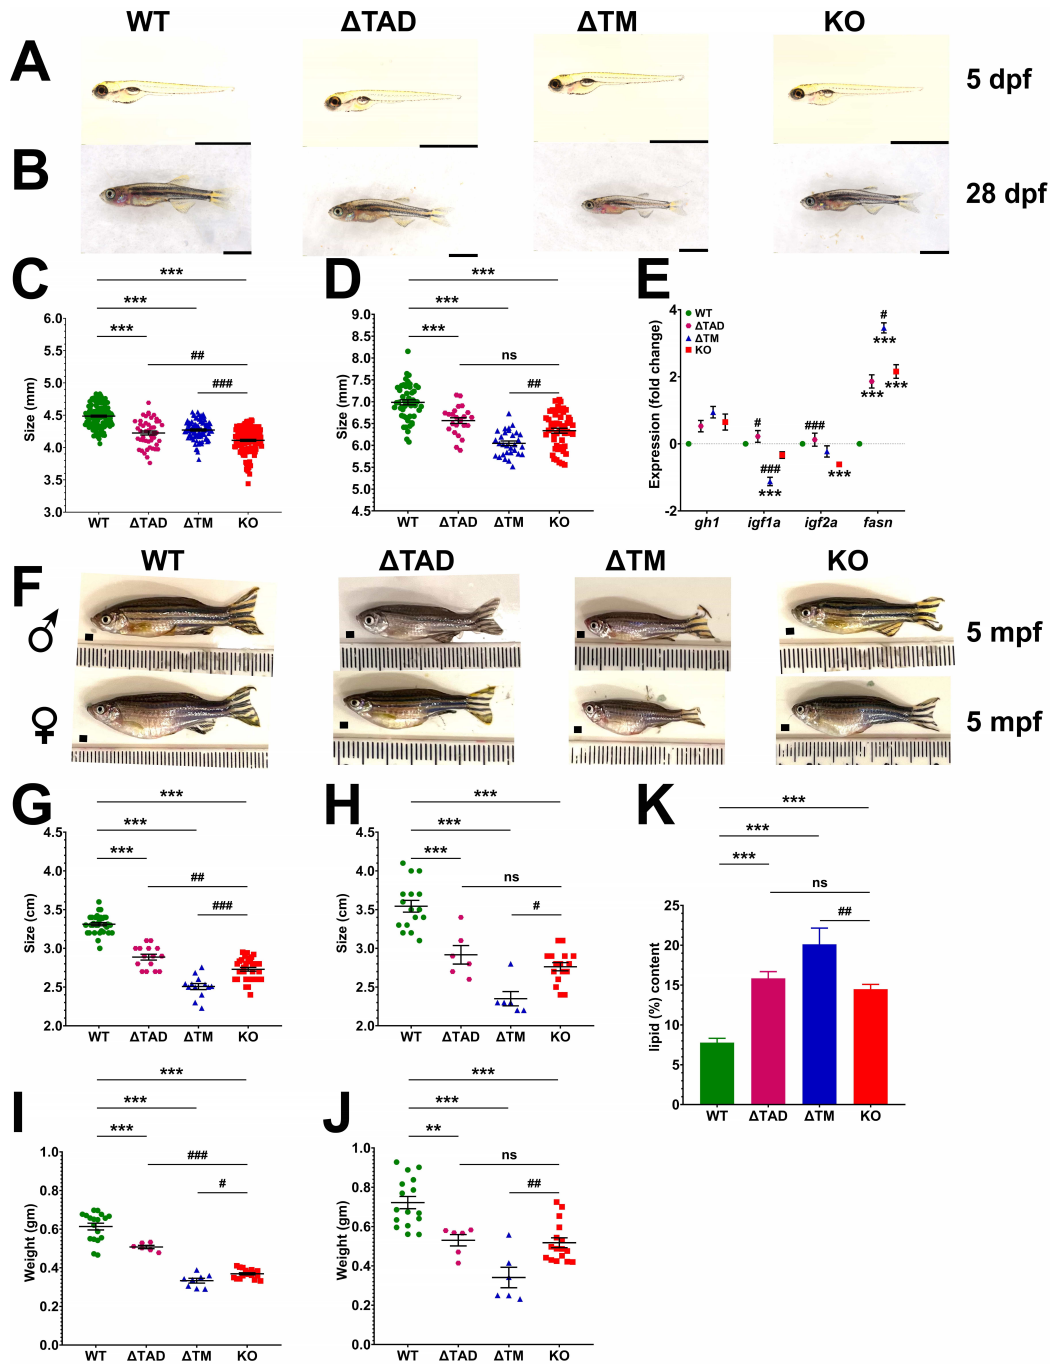 WT ΔTAD ΔTM KO
A
5 dpf
B
28 dpf
C
***
***
***
##
###
Size (mm)
6.0
5.5
5.0
4.5
4.0
3.5
3.0
WT ΔTAD ΔTM KO
D
***
***
***
ns
##
Size (mm)
9.0
8.5
8.0
7.5
7.0
6.5
6.0
5.5
5.0
4.5
WT ΔTAD ΔTM KO
E
Expression (fold change)
4
2
0
-2
WT
ΔTAD
ΔTM
KO
#
###
***
###
***
***
#
***
***
gh1 igf1a igf2a fasn
WT ΔTAD ΔTM KO
F
♂
5 mpf
♀
5 mpf
G
***
***
***
##
###
Size (cm)
4.5
4.0
3.5
3.0
2.5
2.0
WT ΔTAD ΔTM KO
H
***
***
***
ns
#
Size (cm)
4.5
4.0
3.5
3.0
2.5
2.0
WT ΔTAD ΔTM KO
K
***
***
***
ns
##
lipid (%) content
25
20
15
10
5
0
WT ΔTAD ΔTM KO
I
***
***
***
###
#
Weight (gm)
1.0
0.8
0.6
0.4
0.2
0.0
WT ΔTAD ΔTM KO
J
***
***
**
ns
##
Weight (gm)
1.0
0.8
0.6
0.4
0.2
0.0
WT ΔTAD ΔTM KO